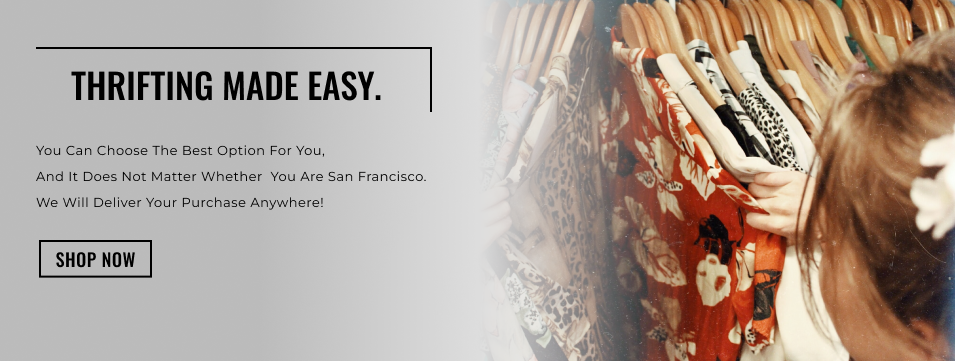 THRIFTING MADE EASY.
You Can Choose The Best Option For You,
And It Does Not Matter Whether  You Are San Francisco.
We Will Deliver Your Purchase Anywhere!
SHOP NOW